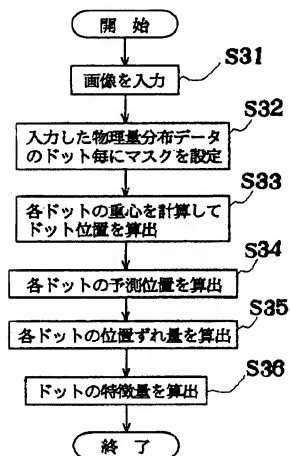 開 始
S31
画像を入力
S32
入力した物理量分布データ
のドット毎にマスクを設定
S33
各ドットの重心を計算して
ドット位置を算出
S34
各ドットの予測位置を算出
S35
各ドットの位置ずれ量を算出
S36
ドットの特徴量を算出
終 了